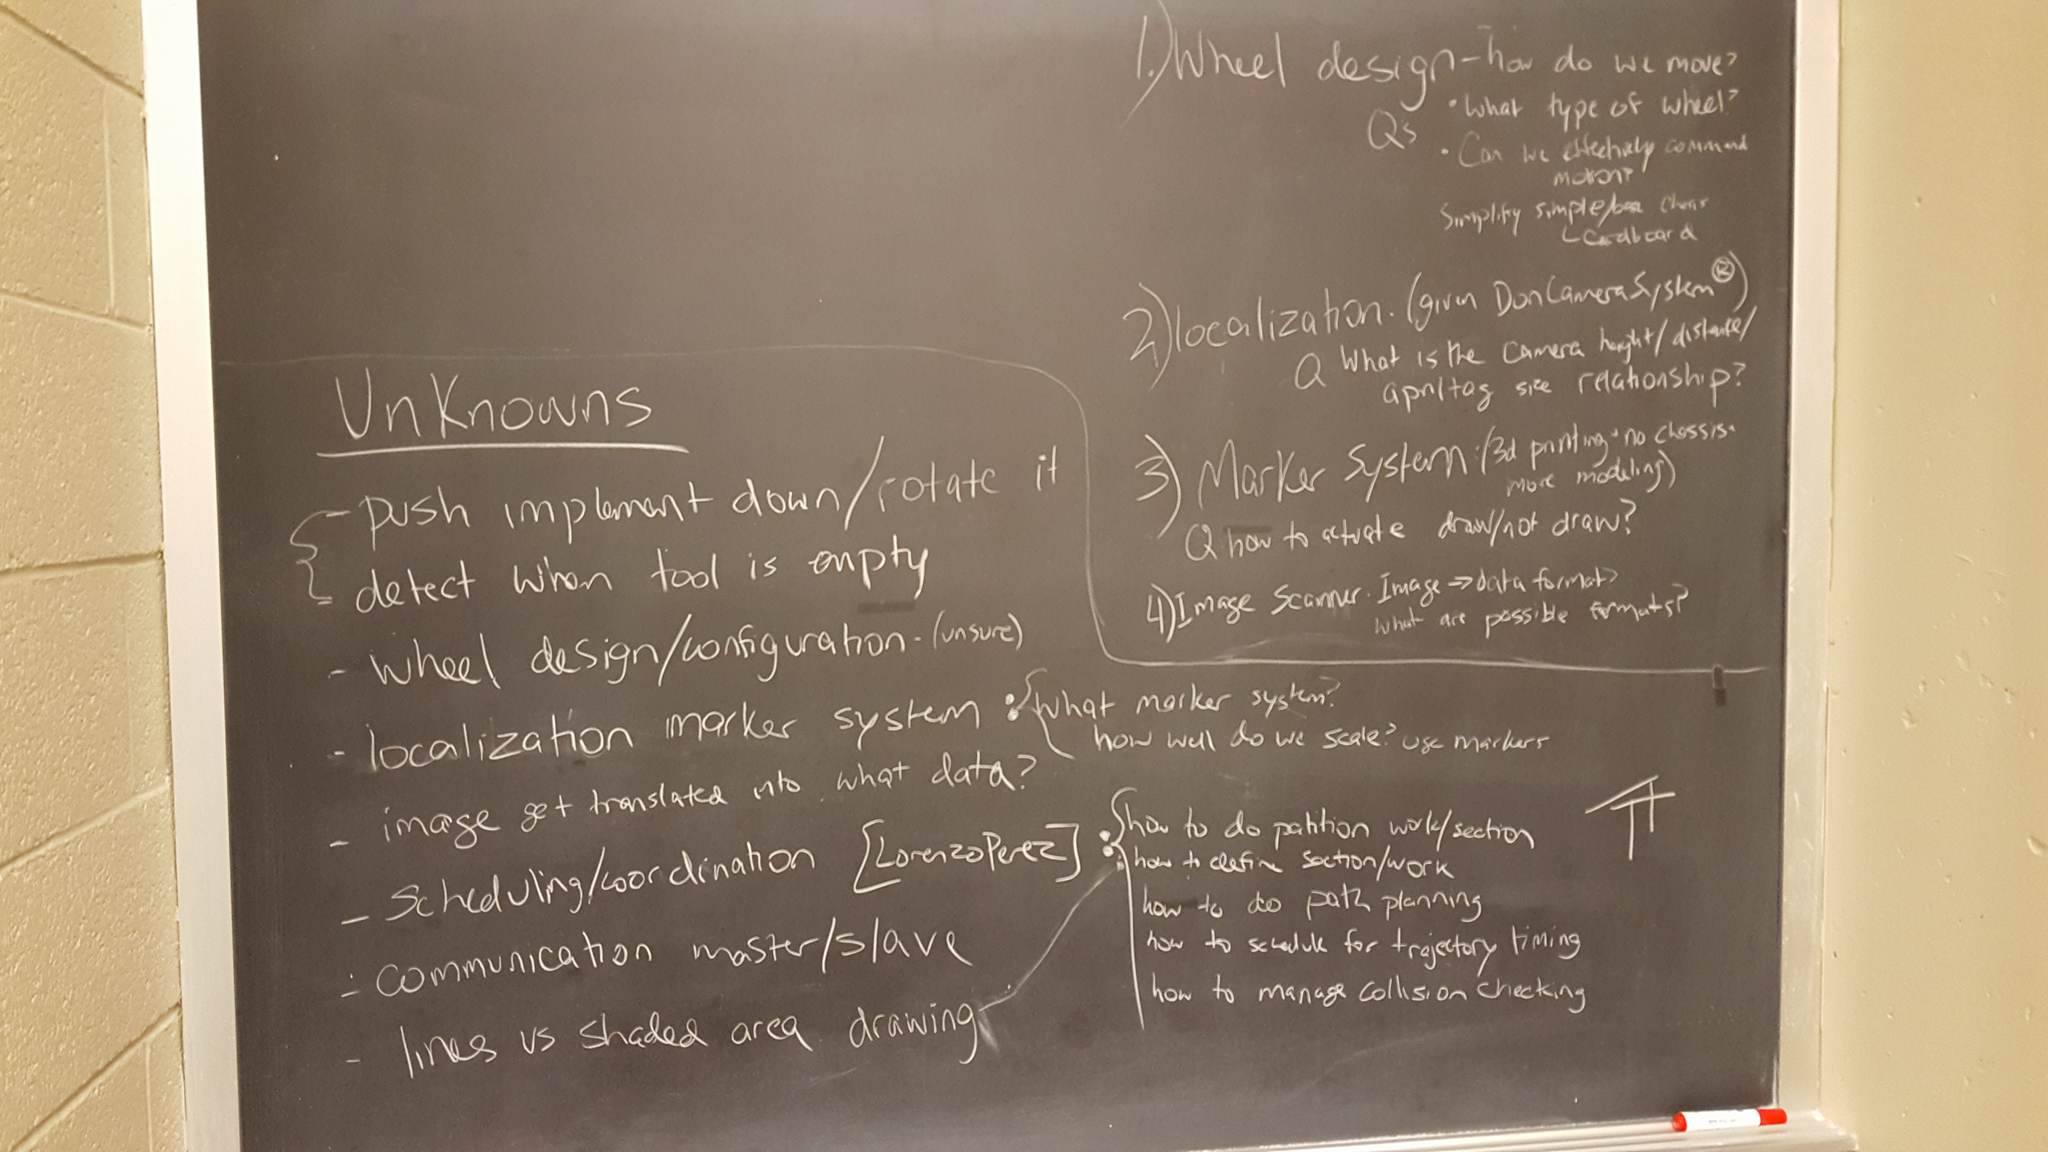 1.) Wheel design - how do we move?
Q's • What type of wheel?
• Can we effectively command
motion?
Simplify simple/
↳ Cardboard
2) localization. (given DonCameraSystem®)
Q What is the camera height/distance/
apriltag size relationship?
3) Marker System: (3d printing - no chassis.
more modeling)
Q how to actuate draw/not draw?
4) Image Scanner. Image → data format?
what are possible formats?
UnKnowns
- push implement down/rotate it
- detect when tool is empty
- wheel design/configuration. (unsure)
- localization marker system : { what marker system?
how well do we scale? use markers
- image get translated into what data?
- scheduling/coordination [LorenzoPerez] : { how to do patition work/section
how to define section/work
how to do path planning
how to schedule for trajectory timing
how to manage collision checking
- communication master/slave
- lines vs shaded area drawing